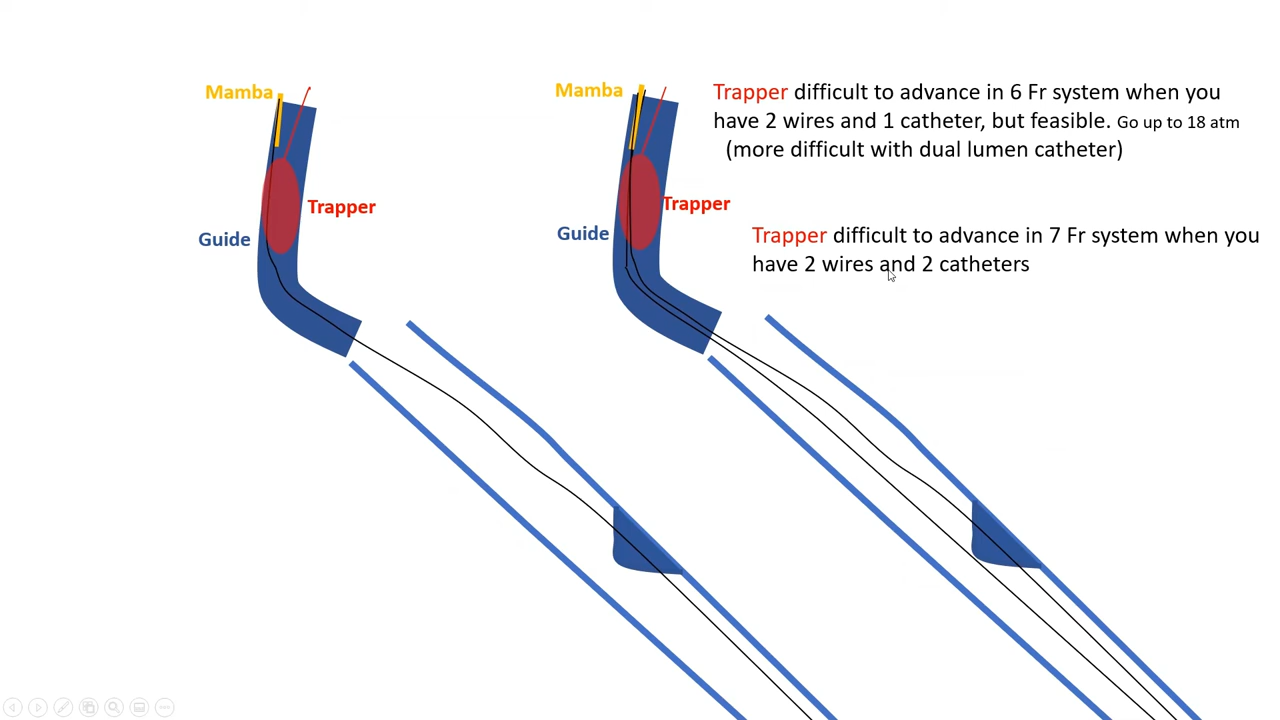 Mamba
Trapper
Guide
Mamba
Trapper
Guide
Trapper difficult to advance in 6 Fr system when you
have 2 wires and 1 catheter, but feasible. Go up to 18 atm
(more difficult with dual lumen catheter)
Trapper difficult to advance in 7 Fr system when you
have 2 wires and 2 catheters